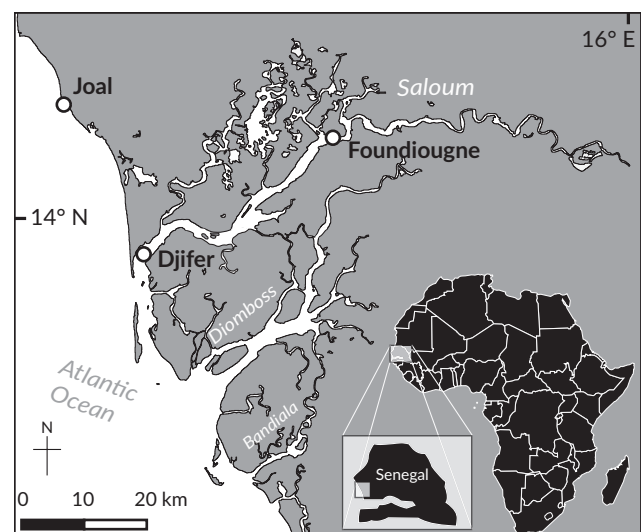 16° E
Joal
Saloum
Foundiougne
14° N
Djifer
Diomboss
Atlantic
Ocean
Bandiala
N
Senegal
0 10 20 km